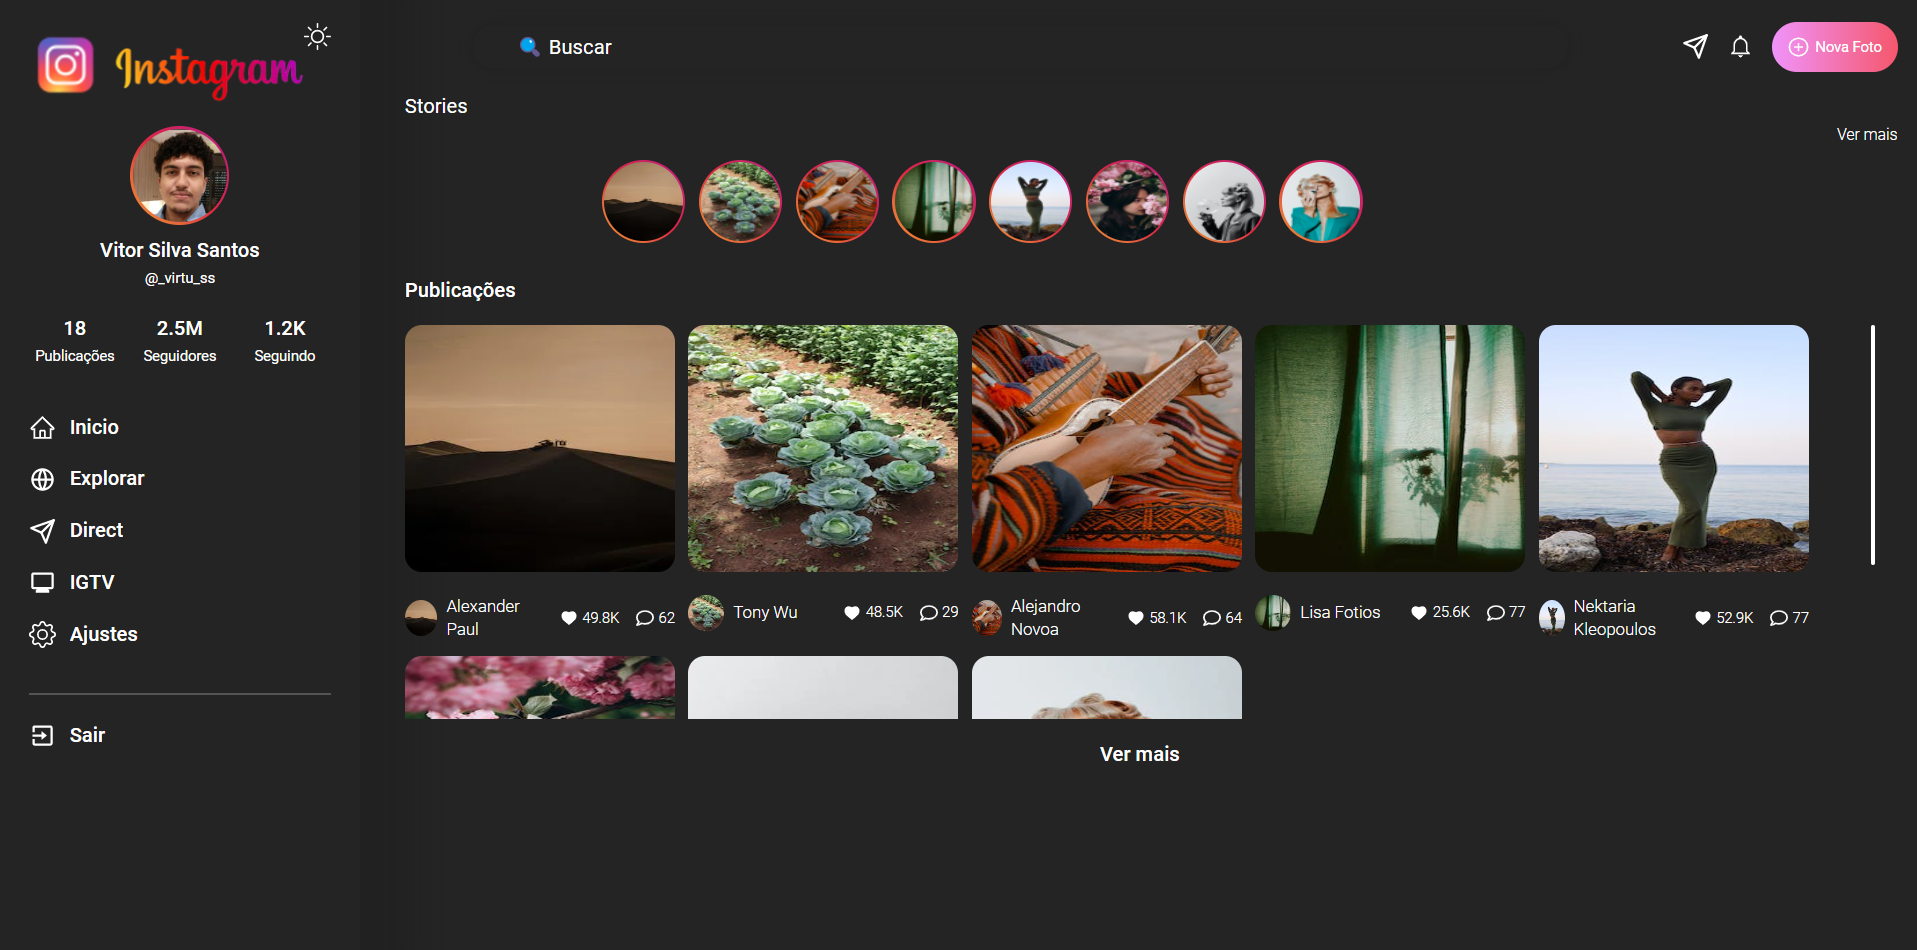 Instagram
Vitor Silva Santos
@_virtu_ss
18 2.5M 1.2K
Publicações Seguidores Seguindo
Inicio
Explorar
Direct
IGTV
Ajustes
Sair
Buscar
Nova Foto
Stories
Ver mais
Publicações
Alexander
Paul
49.8K 62
Tony Wu 48.5K 29
Alejandro
Novoa
58.1K 64
Lisa Fotios 25.6K 77
Nektaria
Kleopoulos
52.9K 77
Ver mais